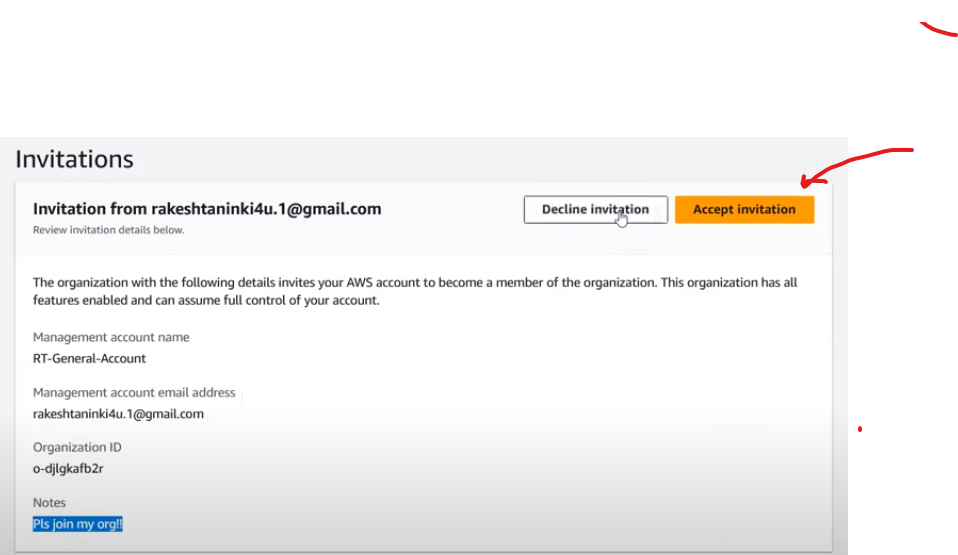 Invitations
Invitation from rakeshtaninki4u.1@gmail.com
Decline invitation
Accept invitation
Review invitation details below.
The organization with the following details invites your AWS account to become a member of the organization. This organization has all
features enabled and can assume full control of your account.
Management account name
RT-General-Account
Management account email address
rakeshtaninki4u.1@gmail.com
Organization ID
o-djlgkafb2r
Notes
Pls join my org!!